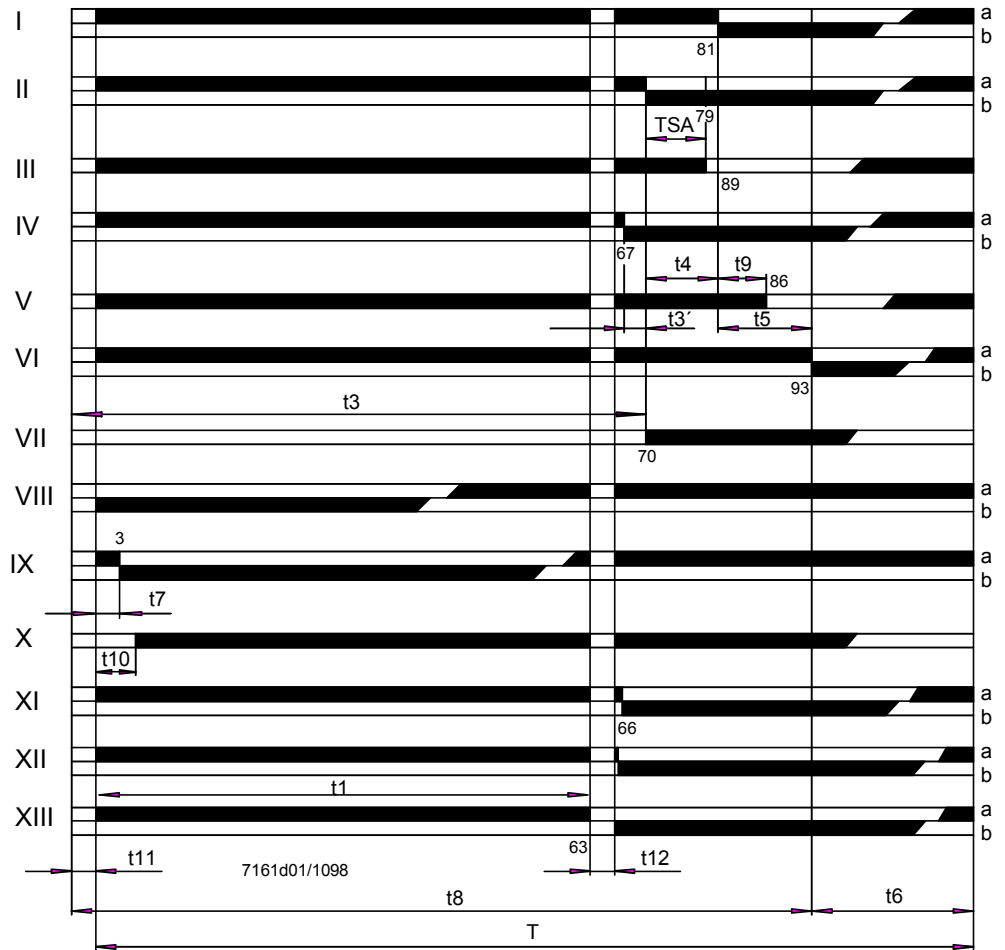 I a
b
81
II a
b
79
TSA
III
89
IV a
b
67
t4 t9
86
V
t3´ t5
VI a
b
93
t3
VII
70
VIII a
b
3
IX a
b
t7
X
t10
XI a
b
66
XII a
b
t1
XIII a
b
63
t11 7161d01/1098 t12
t8 t6
T